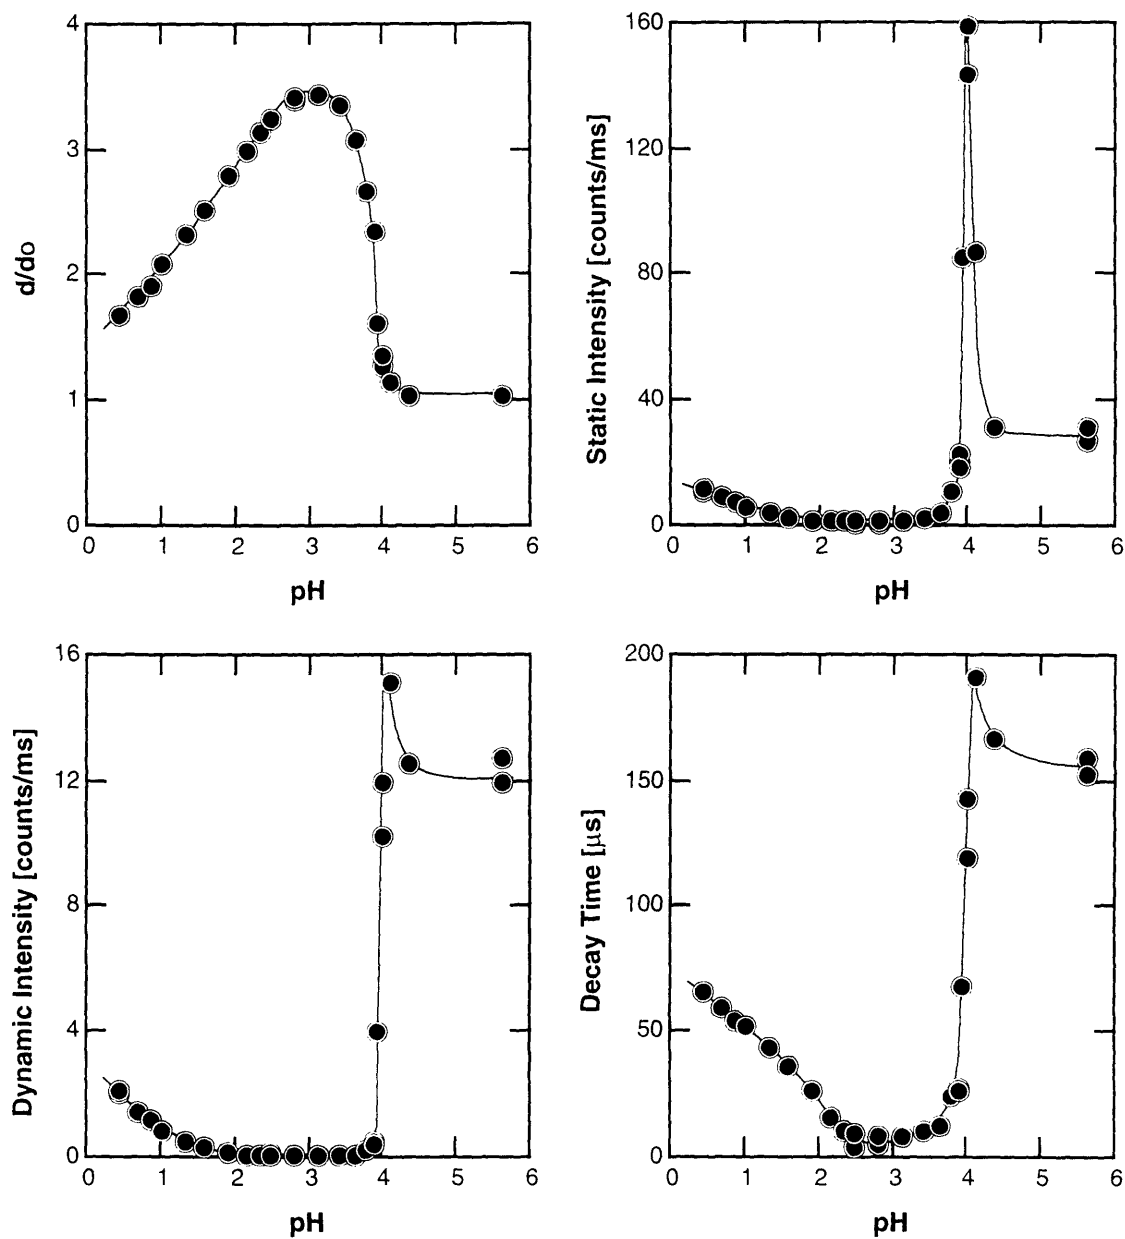 4
3
2
1
0
0 1 2 3 4 5 6
d/do
pH
160
120
80
40
0
0 1 2 3 4 5 6
Static Intensity [counts/ms]
pH
16
12
8
4
0
0 1 2 3 4 5 6
Dynamic Intensity [counts/ms]
pH
200
150
100
50
0
0 1 2 3 4 5 6
Decay Time [μs]
pH